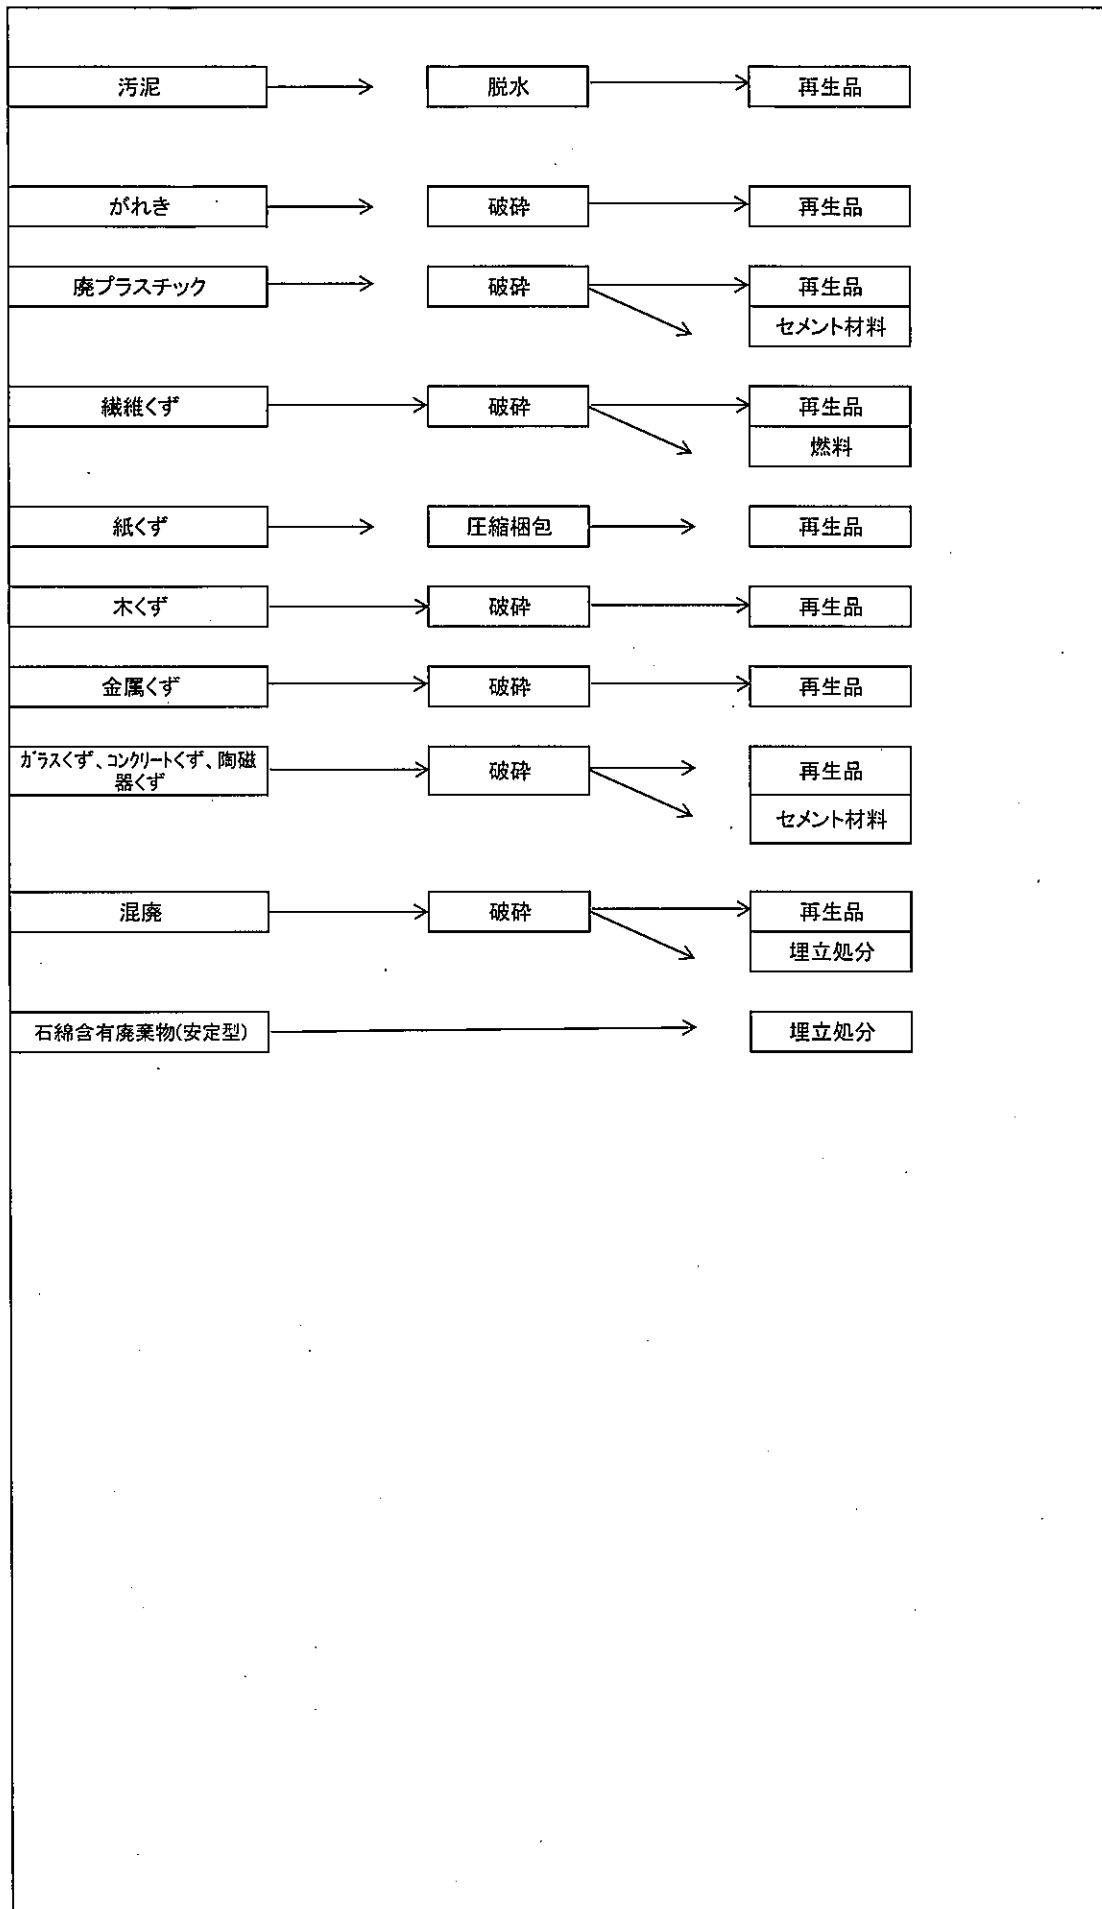 汚泥
脱水
再生品
がれき
破砕
再生品
廃プラスチック
破砕
再生品
セメント材料
繊維くず
破砕
再生品
燃料
紙くず
圧縮梱包
再生品
木くず
破砕
再生品
金属くず
破砕
再生品
ガラスくず、コンクリートくず、陶磁
器くず
破砕
再生品
セメント材料
混廃
破砕
再生品
埋立処分
石綿含有廃棄物(安定型)
埋立処分